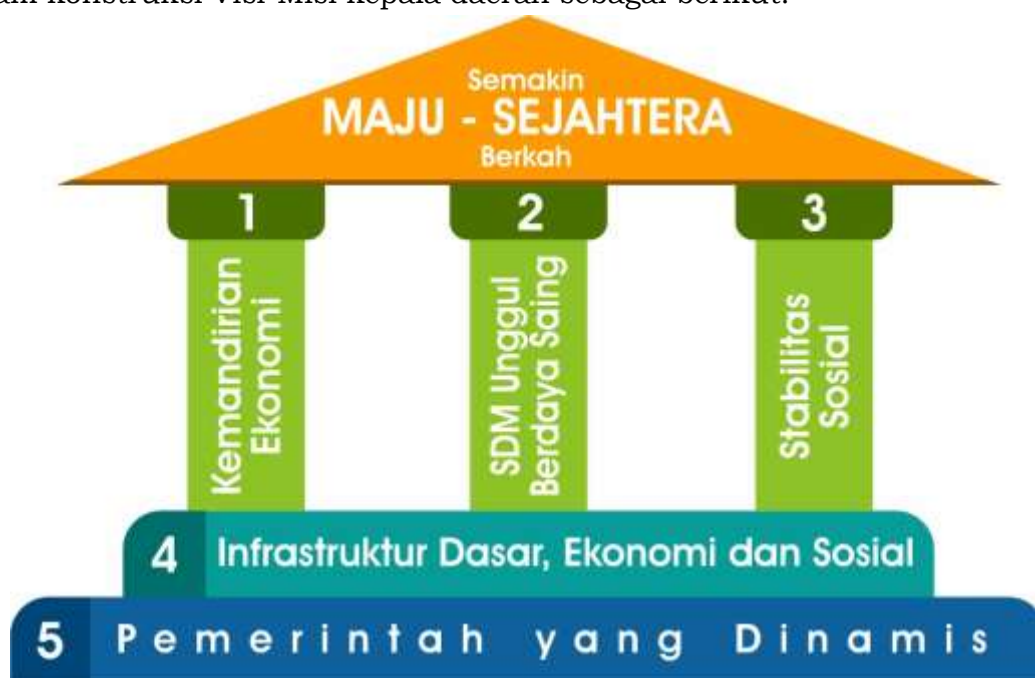 konstruksi Visi Misi kepala daerah sebagai berikut:
Semakin
MAJU - SEJAHTERA
Berkah
1
2
3
Kemandirian
Ekonomi
SDM Unggul
Berdaya Saing
Stabilitas
Sosial
4 Infrastruktur Dasar, Ekonomi dan Sosial
5 Pemerintah yang Dinamis